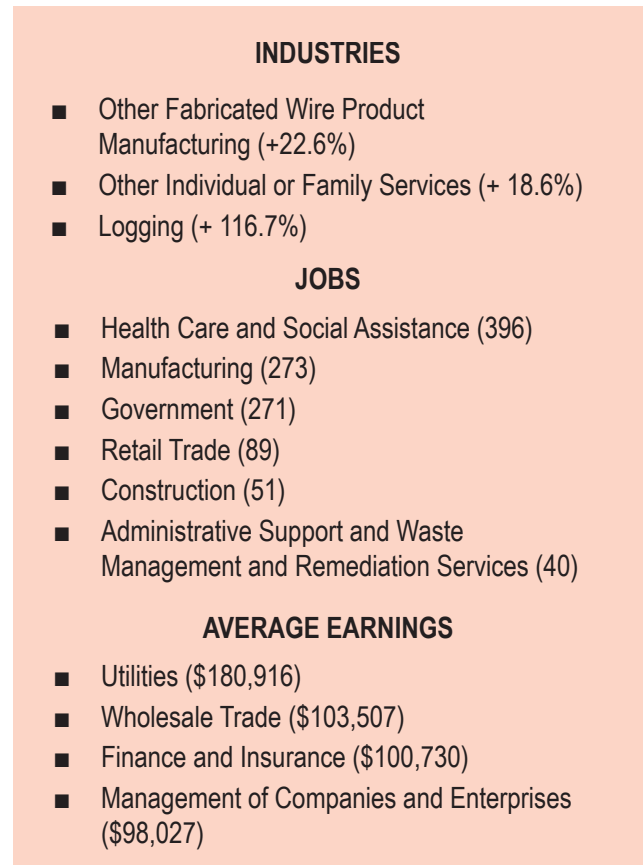 INDUSTRIES
■ Other Fabricated Wire Product
Manufacturing (+22.6%)
■ Other Individual or Family Services (+ 18.6%)
■ Logging (+ 116.7%)
JOBS
■ Health Care and Social Assistance (396)
■ Manufacturing (273)
■ Government (271)
■ Retail Trade (89)
■ Construction (51)
■ Administrative Support and Waste
Management and Remediation Services (40)
AVERAGE EARNINGS
■ Utilities ($180,916)
■ Wholesale Trade ($103,507)
■ Finance and Insurance ($100,730)
■ Management of Companies and Enterprises
($98,027)